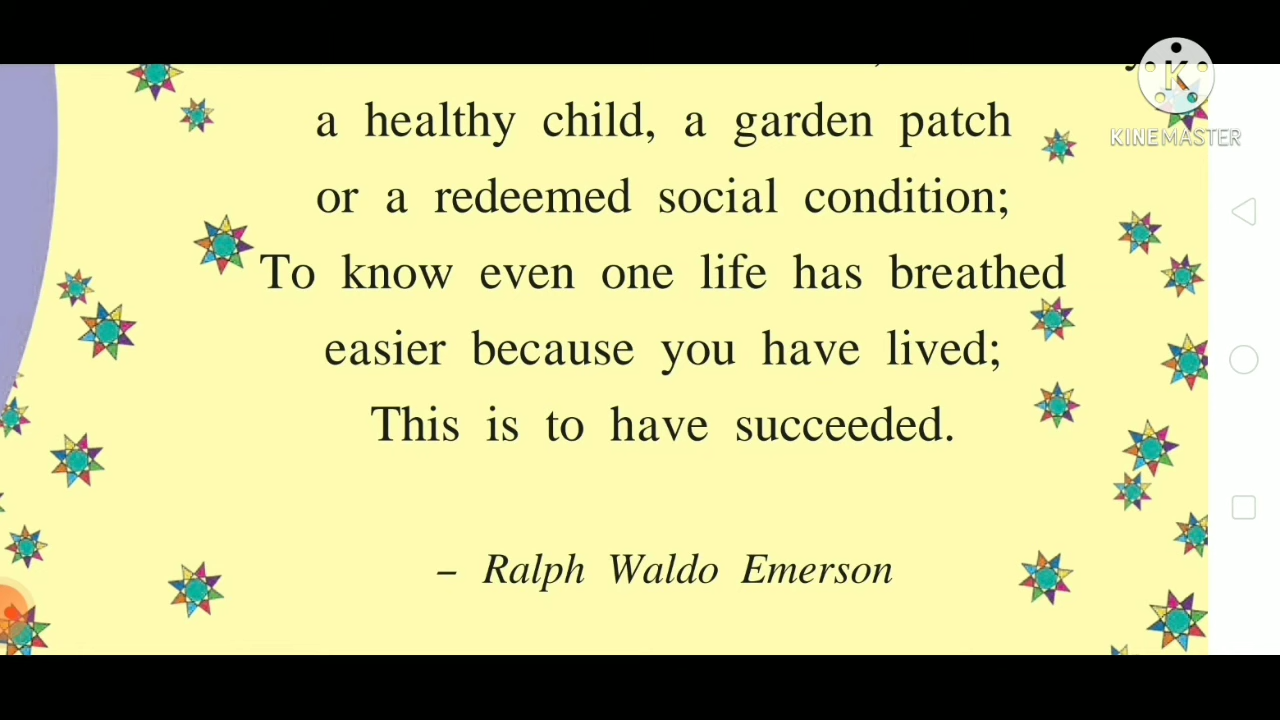 a healthy child, a garden patch
or a redeemed social condition;
To know even one life has breathed
easier because you have lived;
This is to have succeeded.
– Ralph Waldo Emerson
K
KINEMASTER